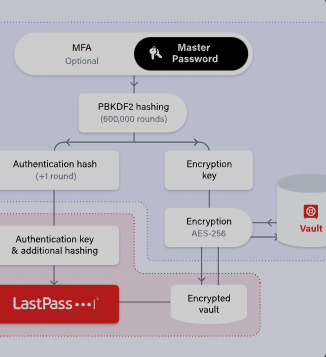 MFA
Optional
Master
Password
PBKDF2 hashing
(600,000 rounds)
Authentication hash
(+1 round)
Encryption
key
Encryption
AES-256
Vault
Authentication key
& additional hashing
LastPass
Encrypted
vault